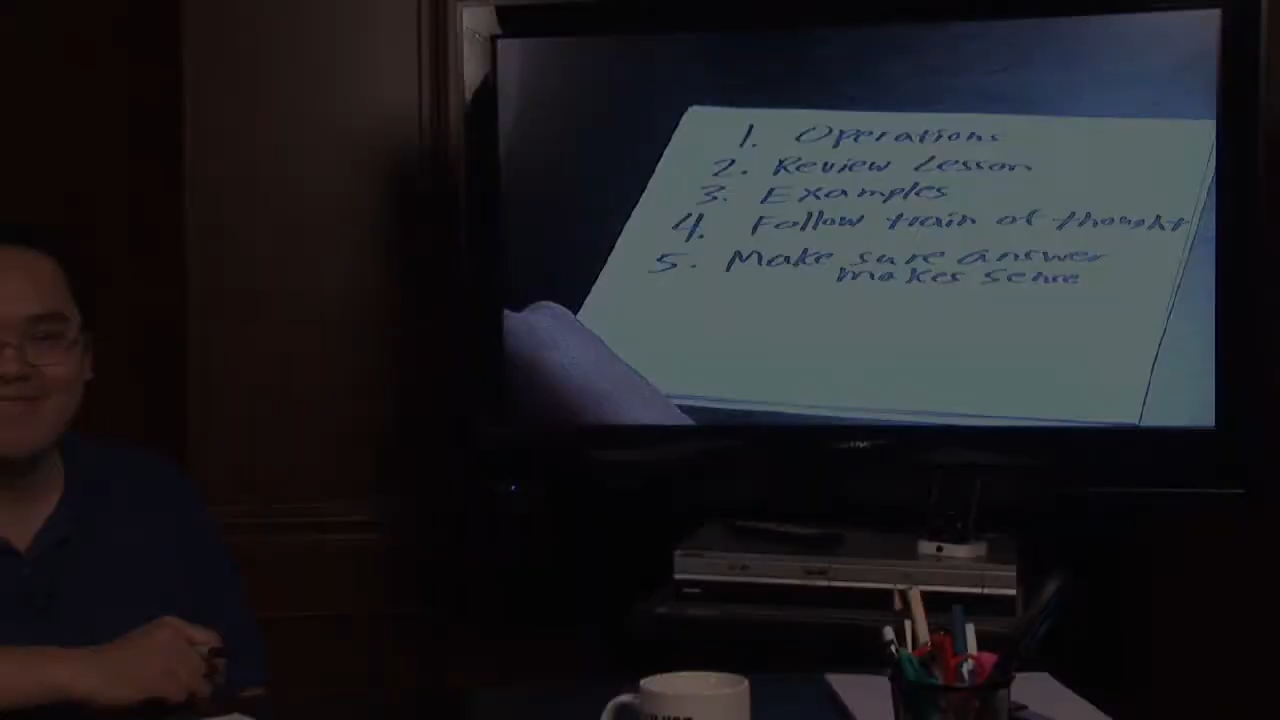 1. Operations
2. Review Lesson
3. Examples
4. Follow train of thought
5. Make sure answer
makes sense